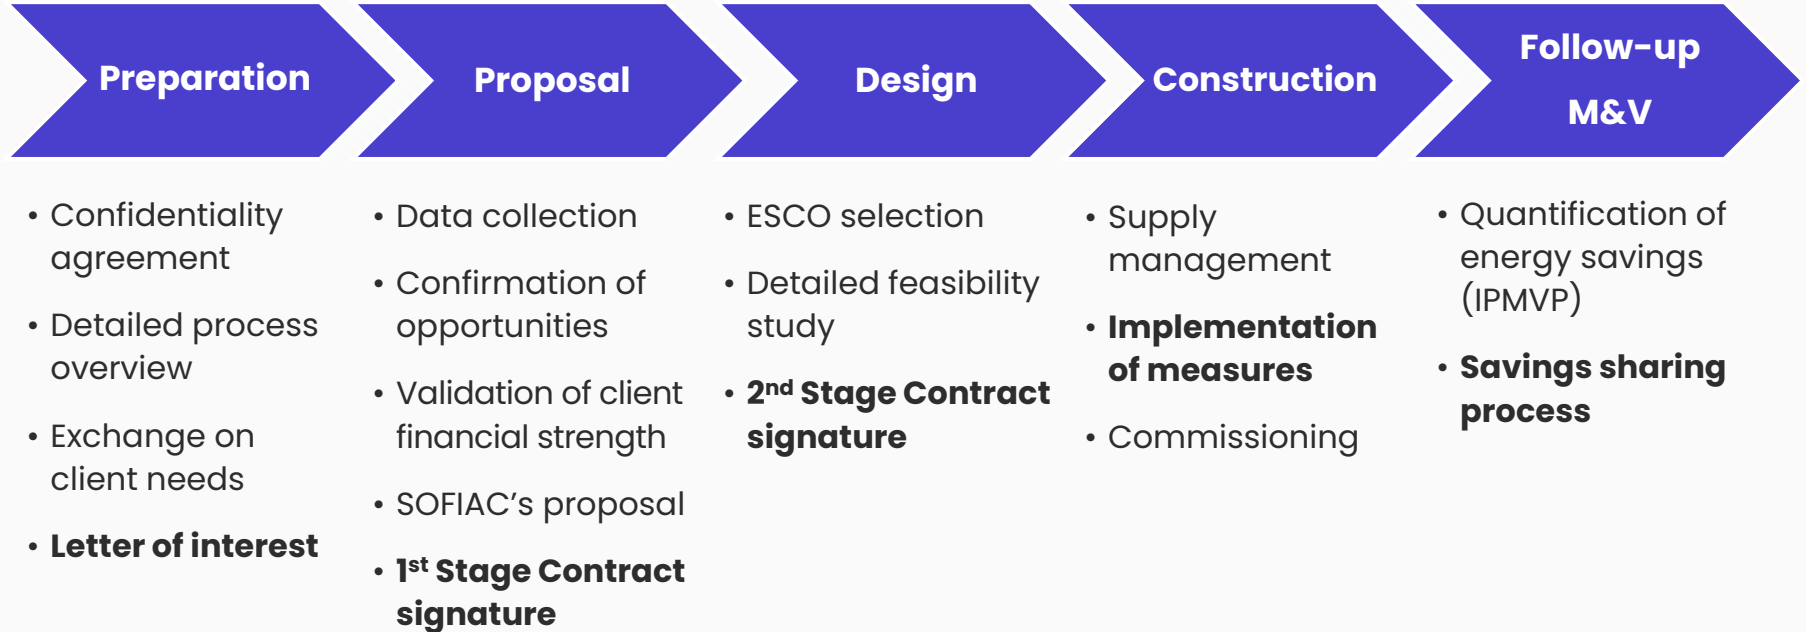 Preparation
Proposal
Design
Construction
Follow-up
M&V
• Confidentiality
agreement
• Detailed process
overview
• Exchange on
client needs
• Letter of interest
• Data collection
• Confirmation of
opportunities
• Validation of client
financial strength
• SOFIAC’s proposal
• 1st Stage Contract
signature
• ESCO selection
• Detailed feasibility
study
• 2nd Stage Contract
signature
• Supply
management
• Implementation
of measures
• Commissioning
• Quantification of
energy savings
(IPMVP)
• Savings sharing
process